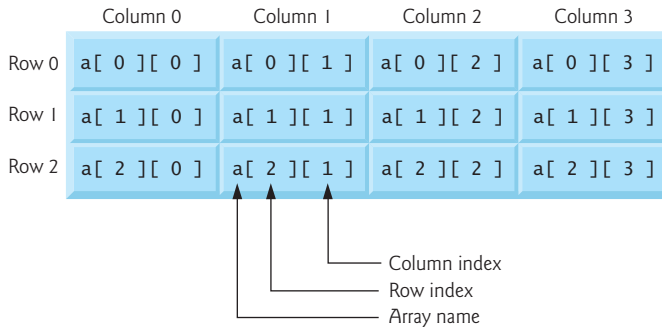 Column 0 Column 1 Column 2 Column 3
Row 0 a[ 0 ][ 0 ] a[ 0 ][ 1 ] a[ 0 ][ 2 ] a[ 0 ][ 3 ]
Row 1 a[ 1 ][ 0 ] a[ 1 ][ 1 ] a[ 1 ][ 2 ] a[ 1 ][ 3 ]
Row 2 a[ 2 ][ 0 ] a[ 2 ][ 1 ] a[ 2 ][ 2 ] a[ 2 ][ 3 ]
Column index
Row index
Array name